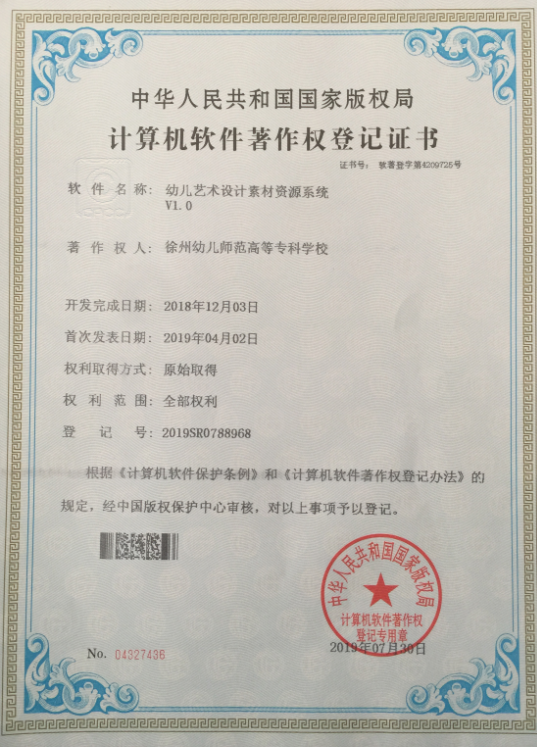 中华人民共和国国家版权局
计算机软件著作权登记证书
证书号： 软著登字第4209725号
软件名称： 幼儿艺术设计素材资源系统
V1.0
著作权人： 徐州幼儿师范高等专科学校
开发完成日期： 2018年12月03日
首次发表日期： 2019年04月02日
权利取得方式： 原始取得
权利范围： 全部权利
登记号： 2019SR0788968
根据《计算机软件保护条例》和《计算机软件著作权登记办法》的
规定，经中国版权保护中心审核，对以上事项予以登记。
中华人民共和国国家版权局
计算机软件著作权
登记专用章
2019年07月30日
No. 04327436